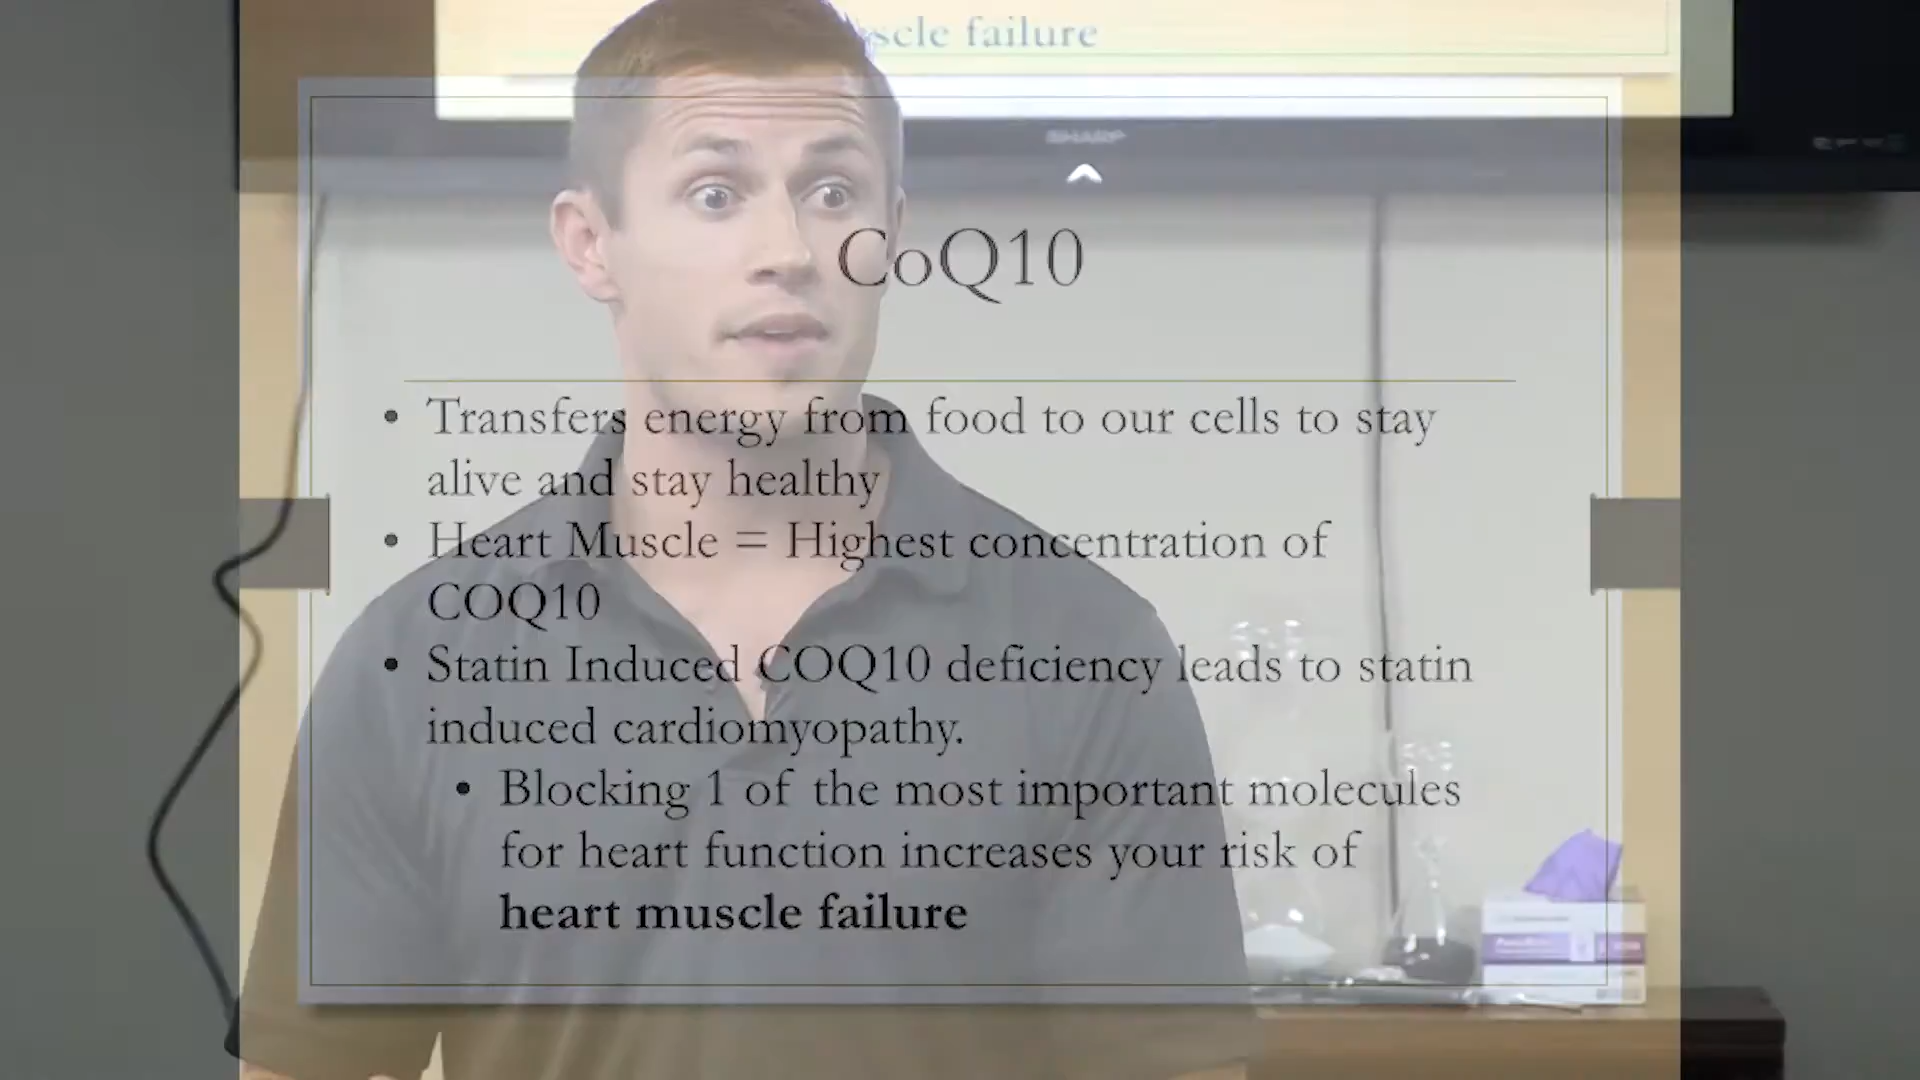 scle failure
SHARP
CoQ10
• Transfers energy from food to our cells to stay
alive and stay healthy
• Heart Muscle = Highest concentration of
COQ10
• Statin Induced COQ10 deficiency leads to statin
induced cardiomyopathy.
• Blocking 1 of the most important molecules
for heart function increases your risk of
heart muscle failure